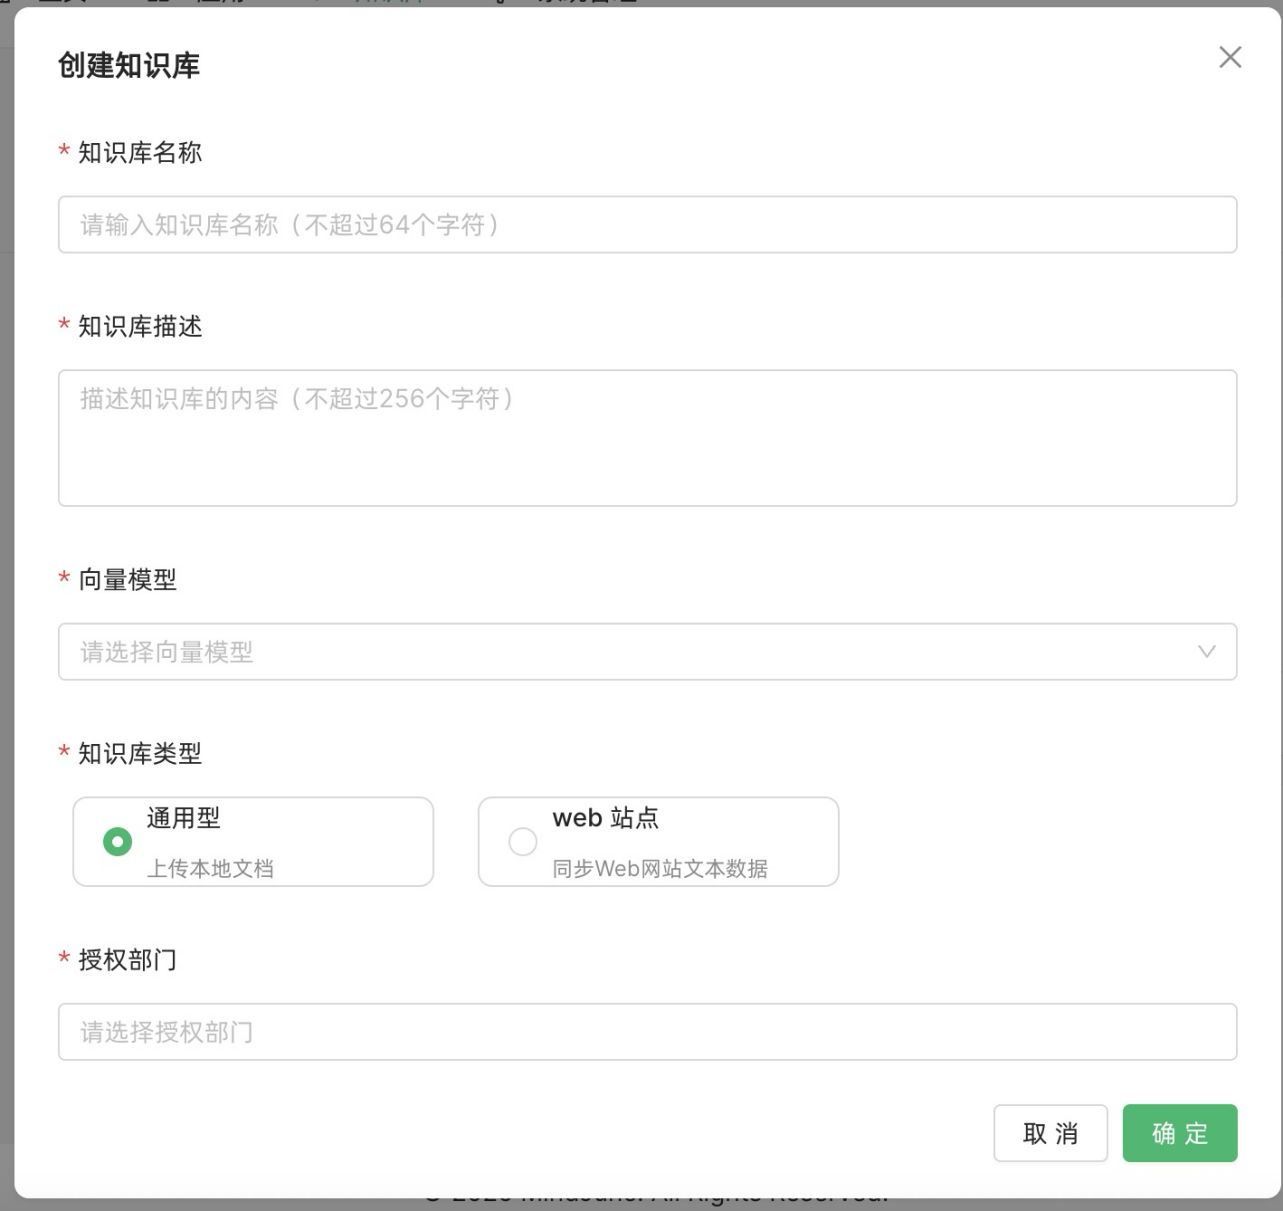 创建知识库
* 知识库名称
请输入知识库名称（不超过64个字符）
* 知识库描述
描述知识库的内容（不超过256个字符）
* 向量模型
请选择向量模型
* 知识库类型
通用型
上传本地文档
web 站点
同步Web网站文本数据
* 授权部门
请选择授权部门
取 消
确 定